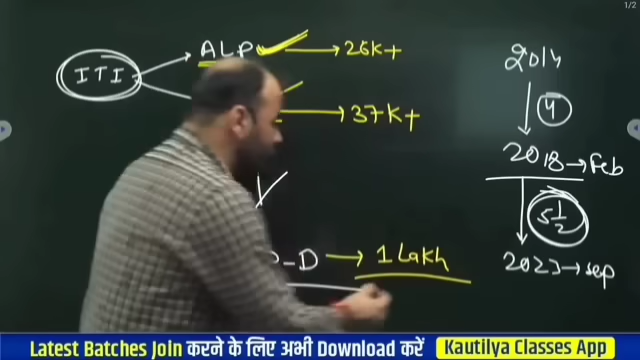 1/2
ITI
ALP → 26K+
→ 37K+
-D → 1 Lakh
2014
4
2018 → Feb
5 1/2
2023 → Sep
Latest Batches Join करने के लिए अभी Download करें Kautilya Classes App